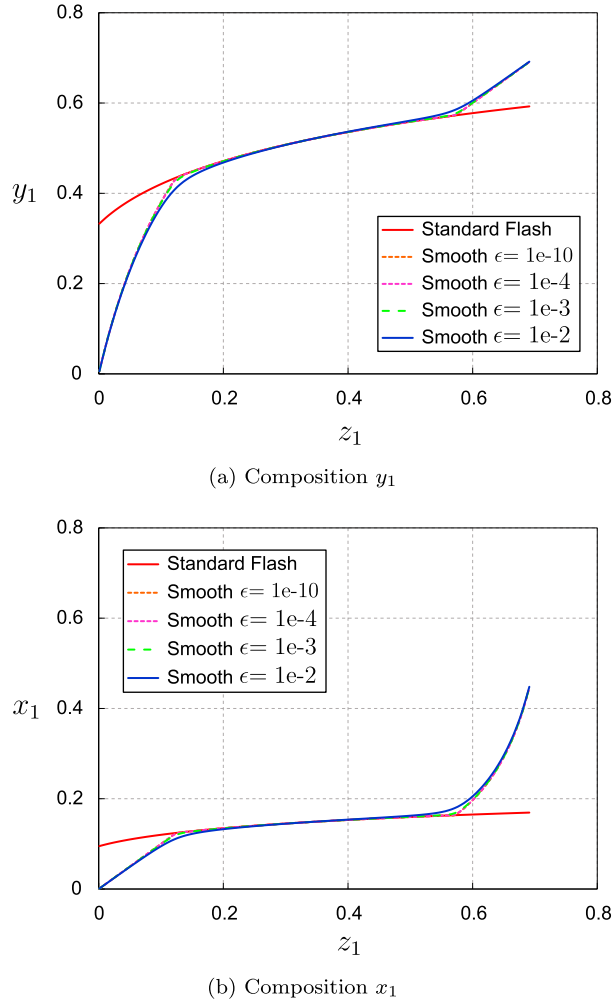 0.8
0.6
y₁
0.4
0.2
0
Standard Flash
Smooth ϵ= 1e-10
Smooth ϵ= 1e-4
Smooth ϵ= 1e-3
Smooth ϵ= 1e-2
0 0.2 0.4 0.6 0.8
z₁
(a) Composition y₁
0.8
Standard Flash
Smooth ϵ= 1e-10
Smooth ϵ= 1e-4
Smooth ϵ= 1e-3
Smooth ϵ= 1e-2
0.6
x₁
0.4
0.2
0
0 0.2 0.4 0.6 0.8
z₁
(b) Composition x₁